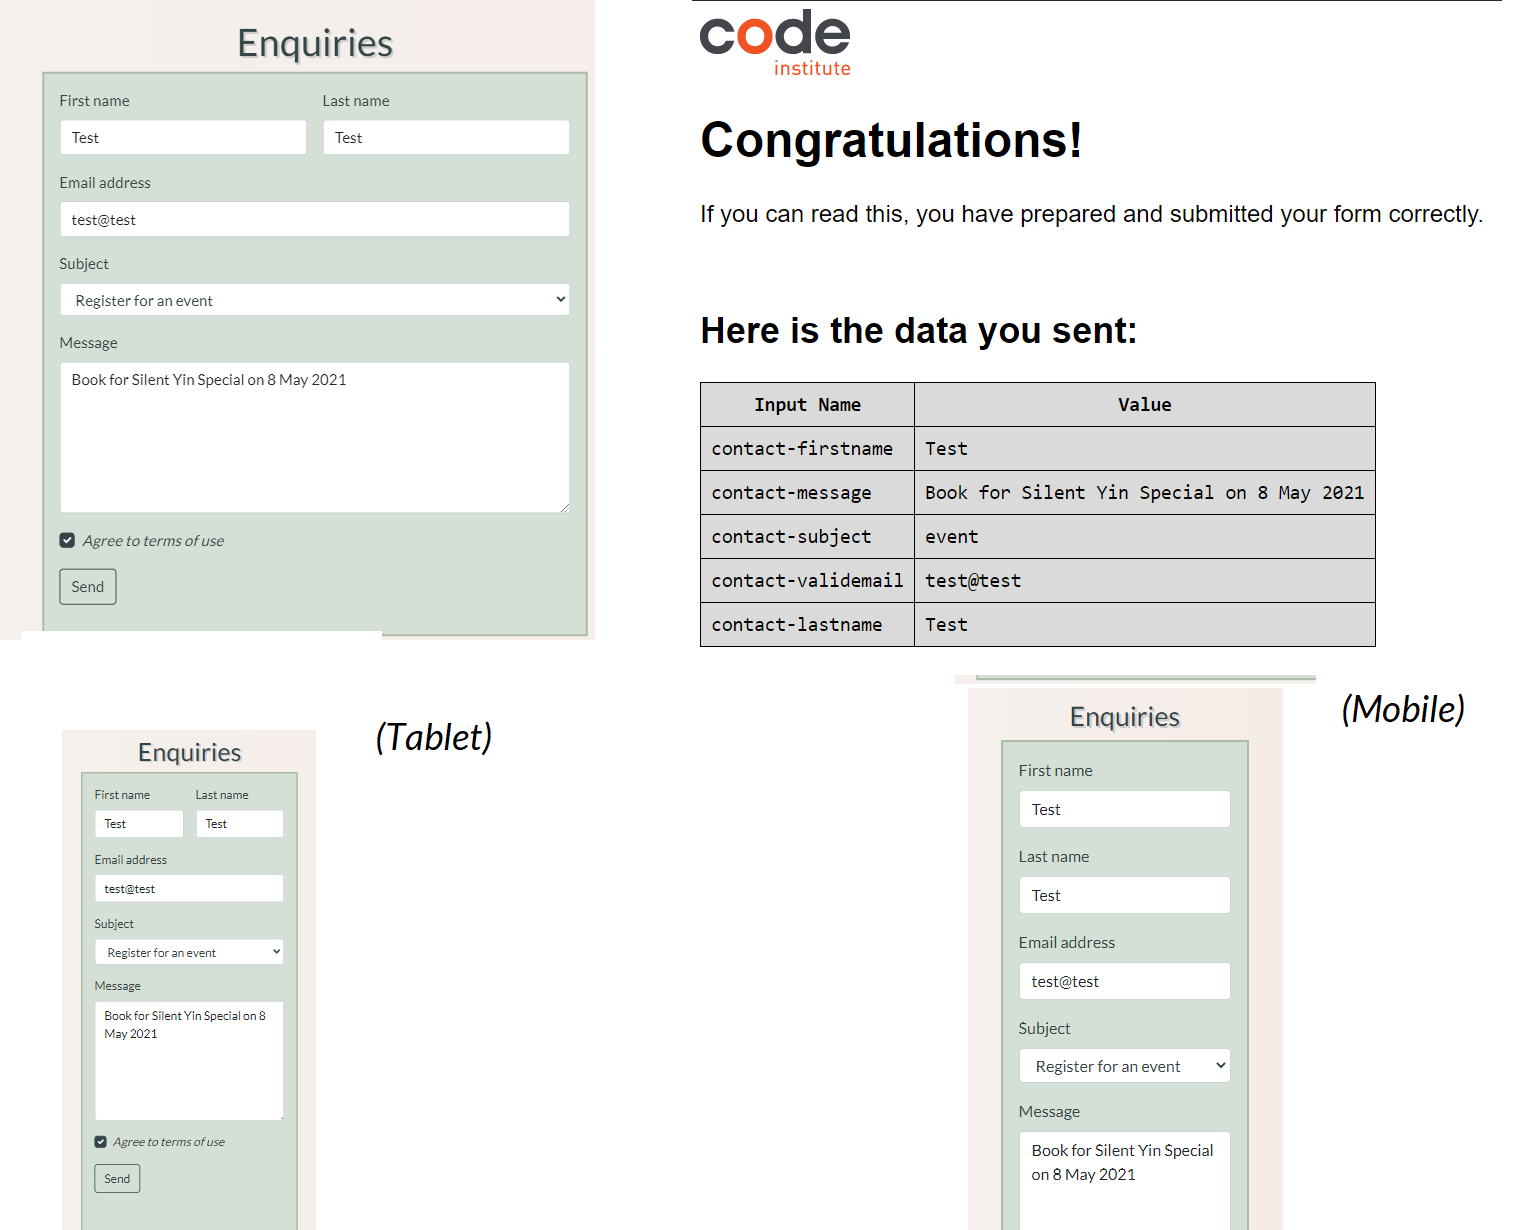 Enquiries
First name
Last name
Test
Test
Email address
test@test
Subject
Register for an event
Message
Book for Silent Yin Special on 8 May 2021
Agree to terms of use
Send
code
institute
Congratulations!
If you can read this, you have prepared and submitted your form correctly.
Here is the data you sent:
Input Name Value
contact-firstname Test
contact-message Book for Silent Yin Special on 8 May 2021
contact-subject event
contact-validemail test@test
contact-lastname Test
(Tablet)
Enquiries
First name
Last name
Test
Test
Email address
test@test
Subject
Register for an event
Message
Book for Silent Yin Special on 8
May 2021
Agree to terms of use
Send
(Mobile)
Enquiries
First name
Test
Last name
Test
Email address
test@test
Subject
Register for an event
Message
Book for Silent Yin Special
on 8 May 2021